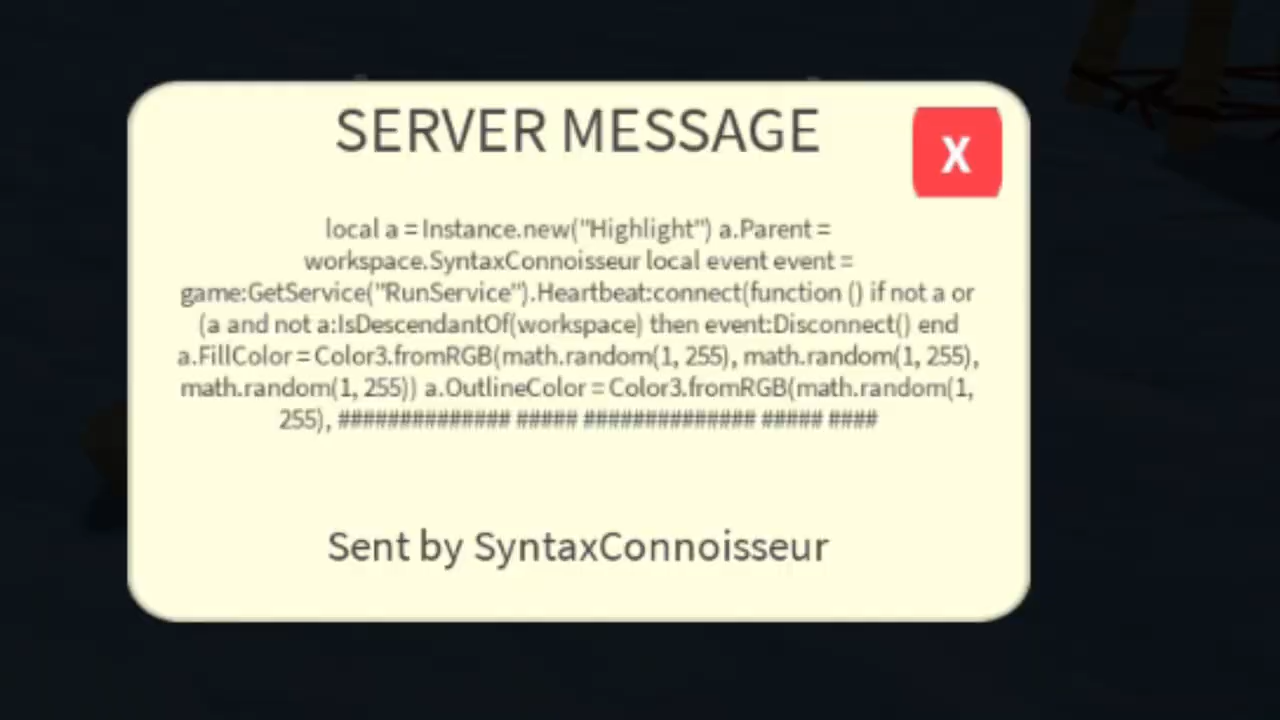 SERVER MESSAGE
X
local a = Instance.new("Highlight") a.Parent =
workspace.SyntaxConnoisseur local event event =
game:GetService("RunService").Heartbeat:connect(function () if not a or
(a and not a:IsDescendantOf(workspace) then event:Disconnect() end
a.FillColor = Color3.fromRGB(math.random(1, 255), math.random(1, 255),
math.random(1, 255)) a.OutlineColor = Color3.fromRGB(math.random(1,
255), ############## ##### ############## ##### ####
Sent by SyntaxConnoisseur